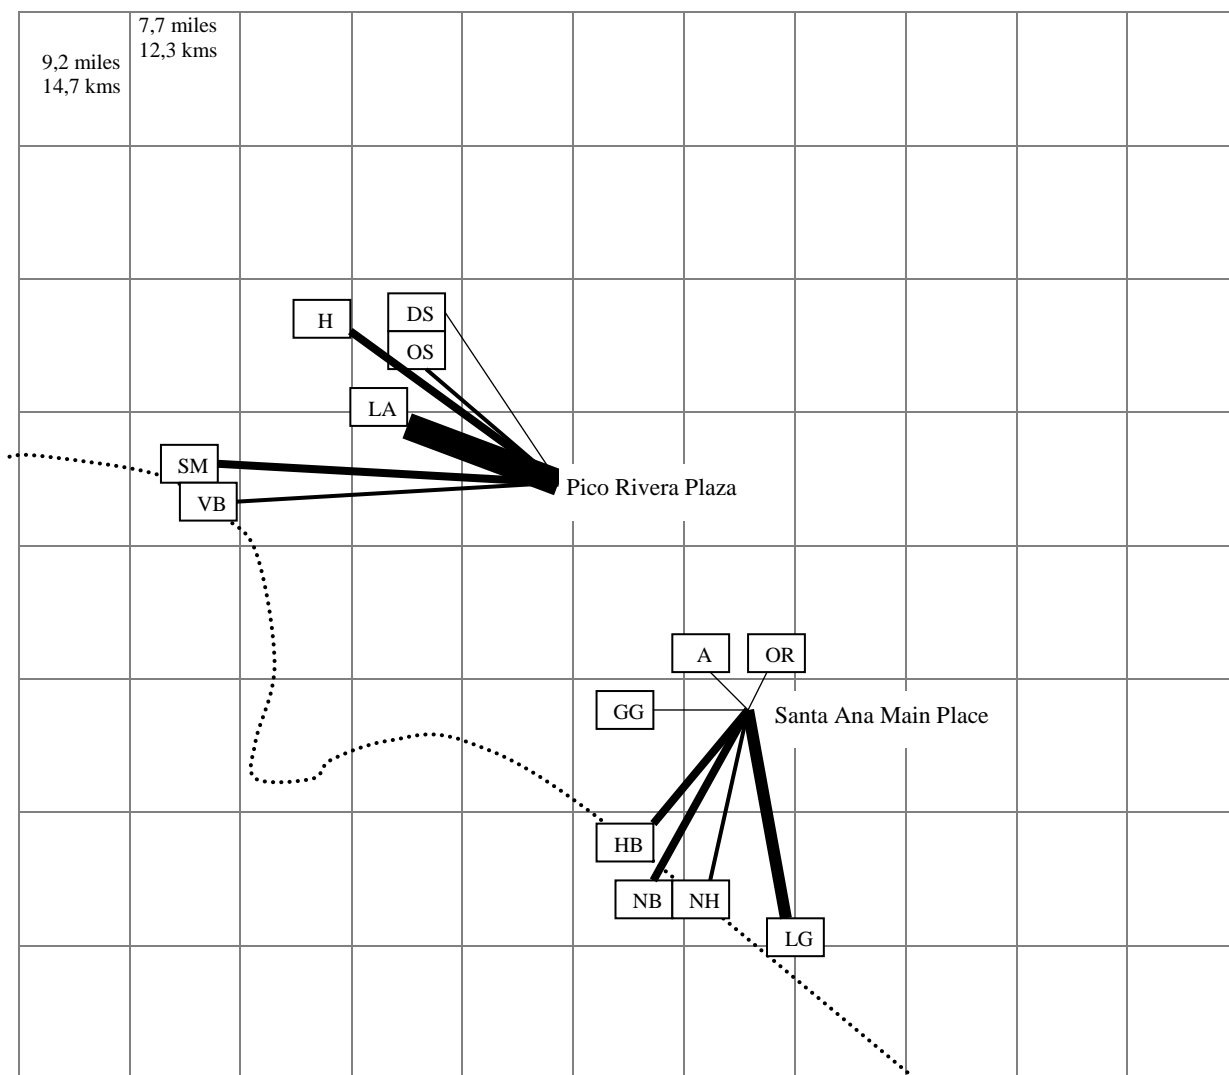 7,7 miles
12,3 kms
9,2 miles
14,7 kms
H
DS
OS
LA
SM
VB
Pico Rivera Plaza
A
OR
GG
Santa Ana Main Place
HB
NB
NH
LG